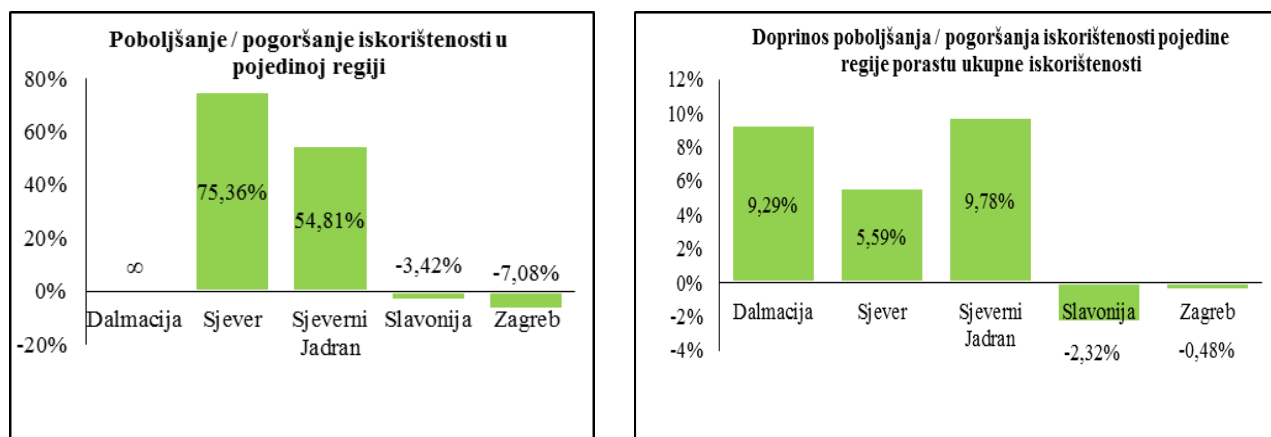 Poboljšanje / pogoršanje iskorištenosti u
pojedinoj regiji
80%
60%
40%
20%
0%
-20%
∞
75,36%
54,81%
-3,42%
-7,08%
Dalmacija
Sjever
Sjeverni
Jadran
Slavonija
Zagreb
Doprinos poboljšanja / pogoršanja iskorištenosti pojedine
regije porastu ukupne iskorištenosti
12%
10%
8%
6%
4%
2%
0%
-2%
-4%
9,29%
5,59%
9,78%
-2,32%
-0,48%
Dalmacija
Sjever
Sjeverni
Jadran
Slavonija
Zagreb